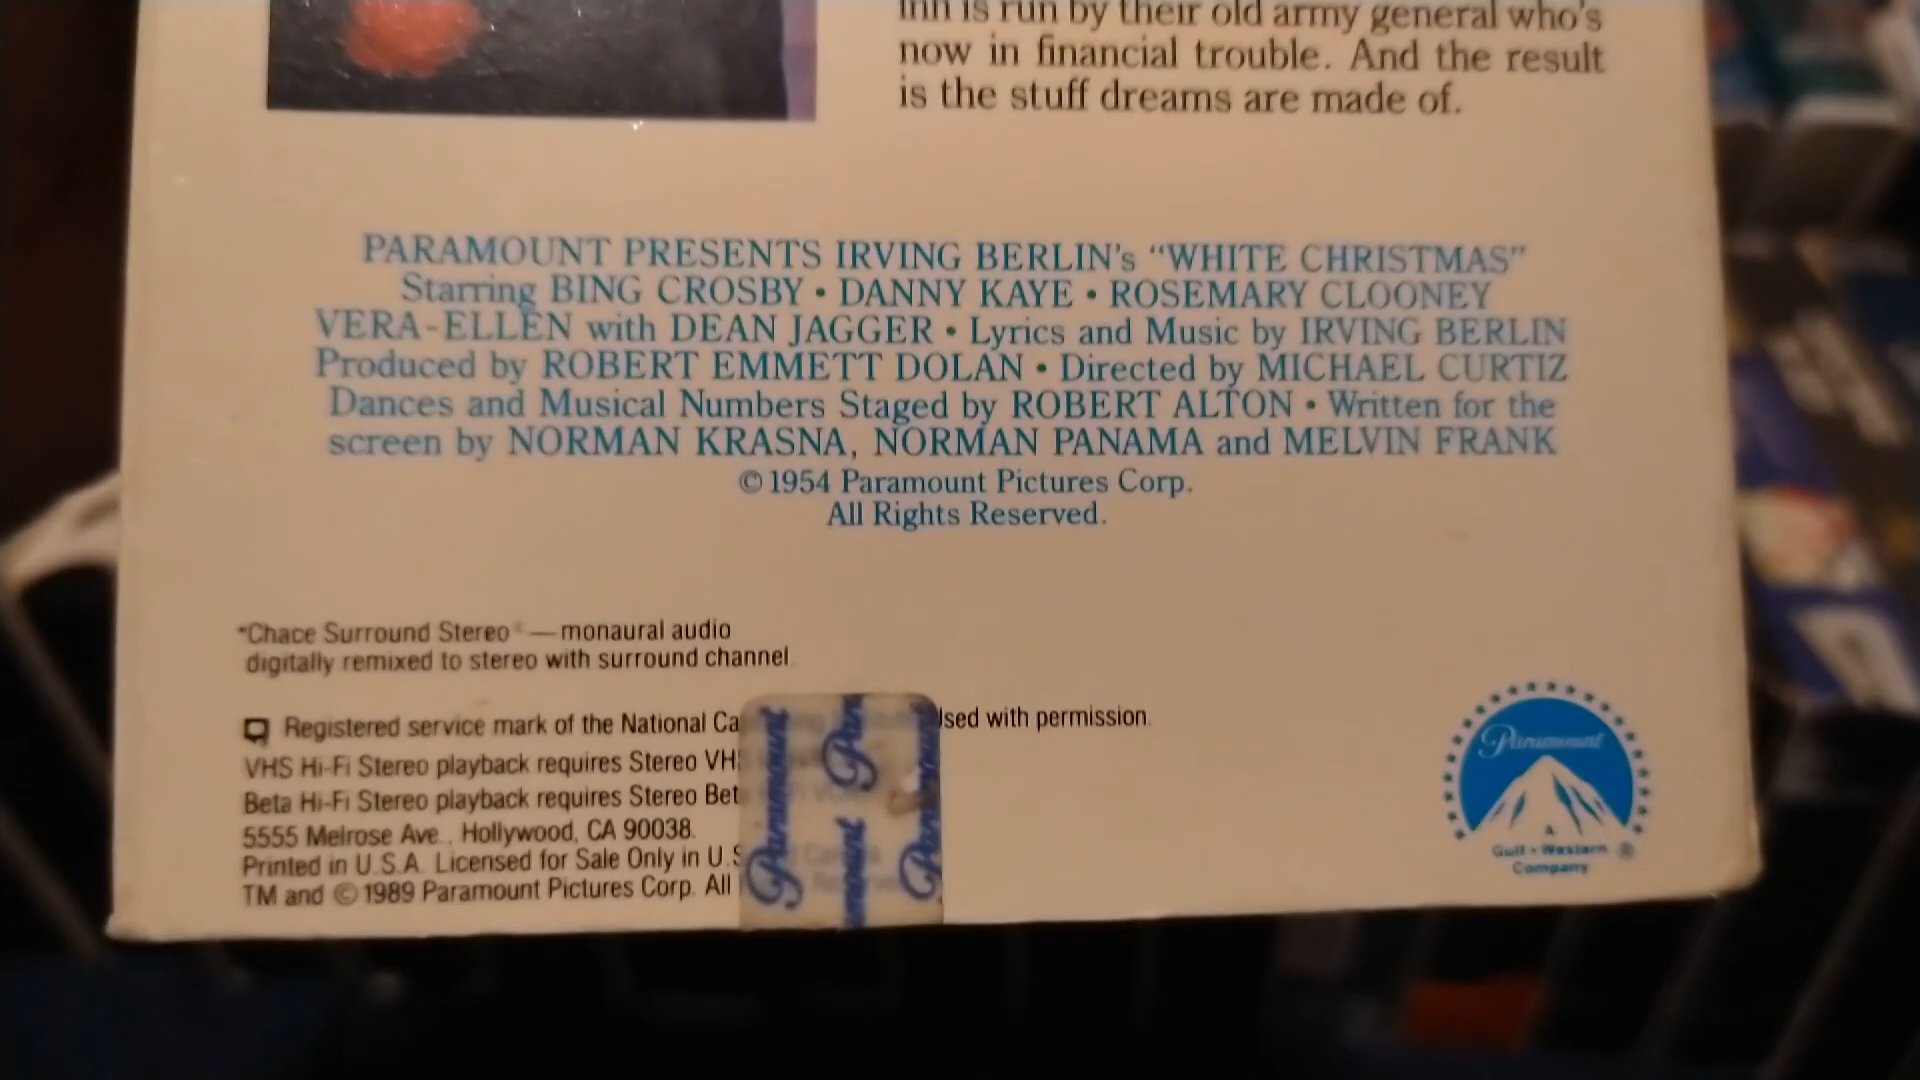 Inn is run by their old army general who's
now in financial trouble. And the result
is the stuff dreams are made of.
PARAMOUNT PRESENTS IRVING BERLIN's “WHITE CHRISTMAS”
Starring BING CROSBY • DANNY KAYE • ROSEMARY CLOONEY
VERA-ELLEN with DEAN JAGGER • Lyrics and Music by IRVING BERLIN
Produced by ROBERT EMMETT DOLAN • Directed by MICHAEL CURTIZ
Dances and Musical Numbers Staged by ROBERT ALTON • Written for the
screen by NORMAN KRASNA, NORMAN PANAMA and MELVIN FRANK
© 1954 Paramount Pictures Corp.
All Rights Reserved.
*Chace Surround Stereo® — monaural audio
digitally remixed to stereo with surround channel
Registered service mark of the National Ca sed with permission.
VHS Hi-Fi Stereo playback requires Stereo VHS
Beta Hi-Fi Stereo playback requires Stereo Bet
5555 Melrose Ave., Hollywood, CA 90038.
Printed in U.S.A. Licensed for Sale Only in U.S
TM and © 1989 Paramount Pictures Corp. All
Paramount
Par
amount
Paramount
Paramount
A
Gulf + Western ®
Company